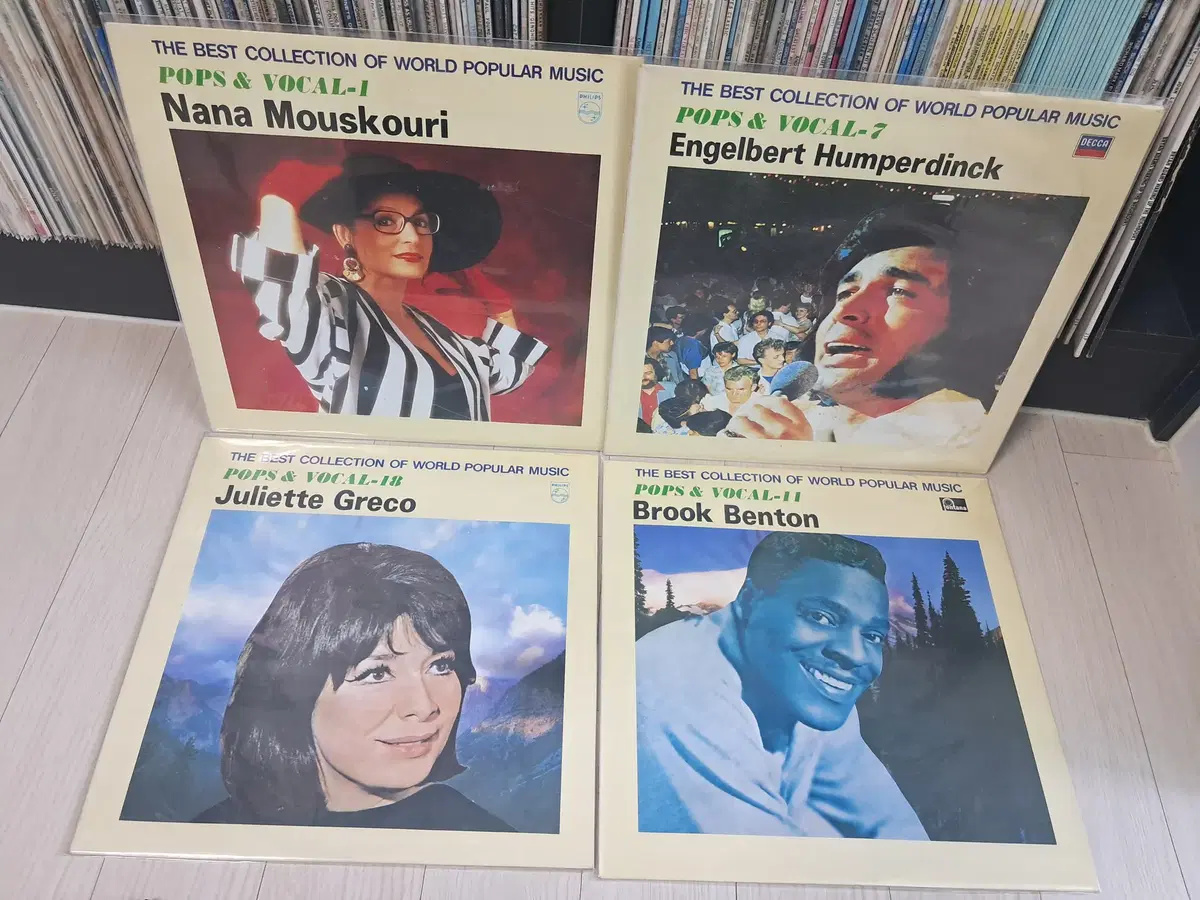 THE BEST COLLECTION OF WORLD POPULAR MUSIC
POPS & VOCAL-1
PHILIPS
Nana Mouskouri
THE BEST COLLECTION OF WORLD POPULAR MUSIC
POPS & VOCAL-7
DECCA
Engelbert Humperdinck
THE BEST COLLECTION OF WORLD POPULAR MUSIC
POPS & VOCAL-18
PHILIPS
Juliette Greco
THE BEST COLLECTION OF WORLD POPULAR MUSIC
POPS & VOCAL-11
fontana
Brook Benton